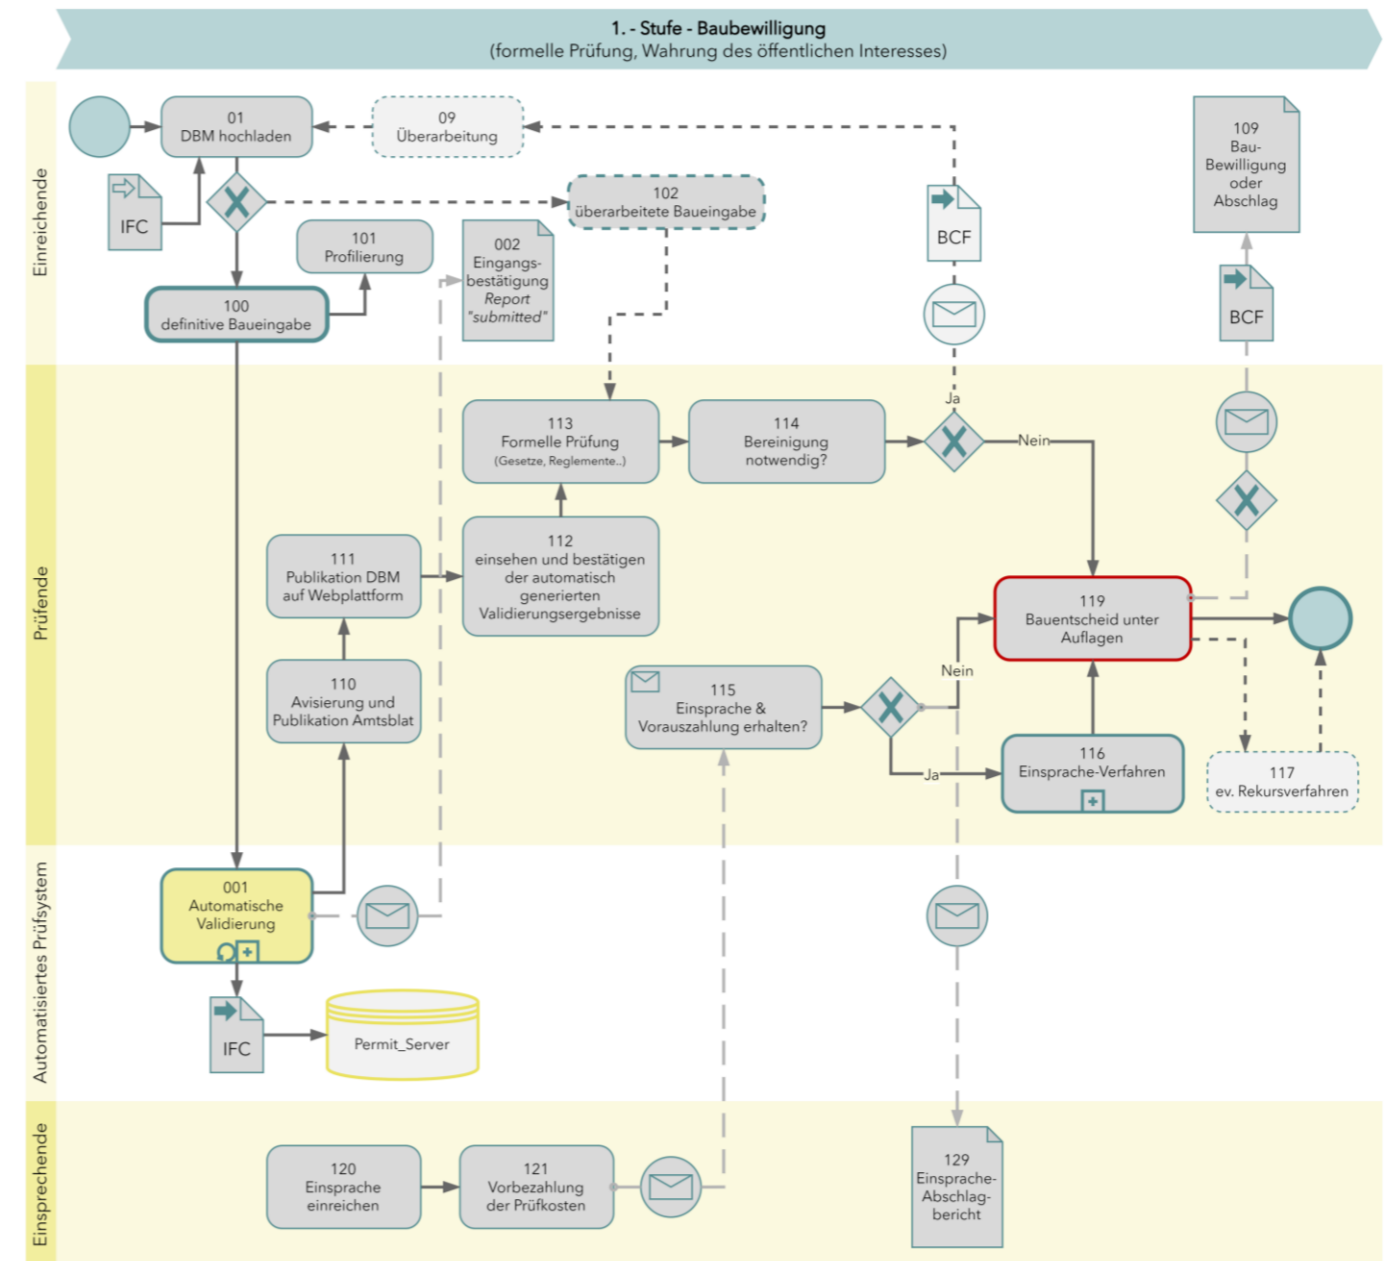 1. - Stufe - Baubewilligung
(formelle Prüfung, Wahrung des öffentlichen Interesses)
Einreichende
01
DBM hochladen
09
Überarbeitung
IFC
102
überarbeitete Baueingabe
101
Profilierung
002
Eingangs-
bestätigung
Report
"submitted"
100
definitive Baueingabe
BCF
109
Bau-
Bewilligung
oder
Abschlag
BCF
Prüfende
113
Formelle Prüfung
(Gesetze, Reglemente..)
114
Bereinigung
notwendig?
Ja
Nein
111
Publikation DBM
auf Webplattform
112
einsehen und bestätigen
der automatisch
generierten
Validierungsergebnisse
110
Avisierung und
Publikation Amtsblat
115
Einsprache &
Vorauszahlung erhalten?
Nein
Ja
119
Bauentscheid unter
Auflagen
116
Einsprache-Verfahren
117
ev. Rekursverfahren
Automatisiertes Prüfsystem
001
Automatische
Validierung
IFC
Permit_Server
Einsprechende
120
Einsprache
einreichen
121
Vorbezahlung
der Prüfkosten
129
Einsprache-
Abschlag-
bericht